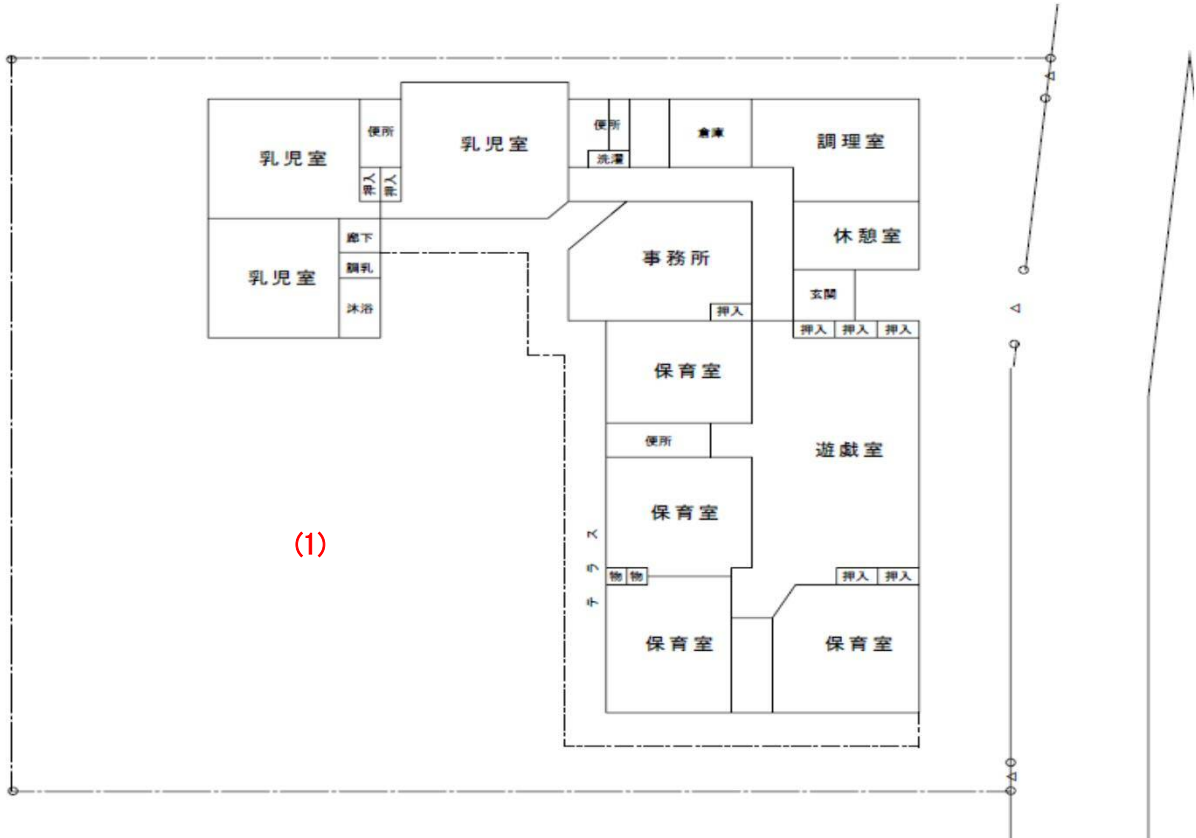 便所
乳児室
便所
倉庫
調理室
乳児室
洗濯
押入
押入
休憩室
廊下
事務所
乳児室
調乳
玄関
沐浴
押入
押入
押入
押入
保育室
便所
遊戯室
保育室
(1)
テラス
物
物
押入
押入
保育室
保育室